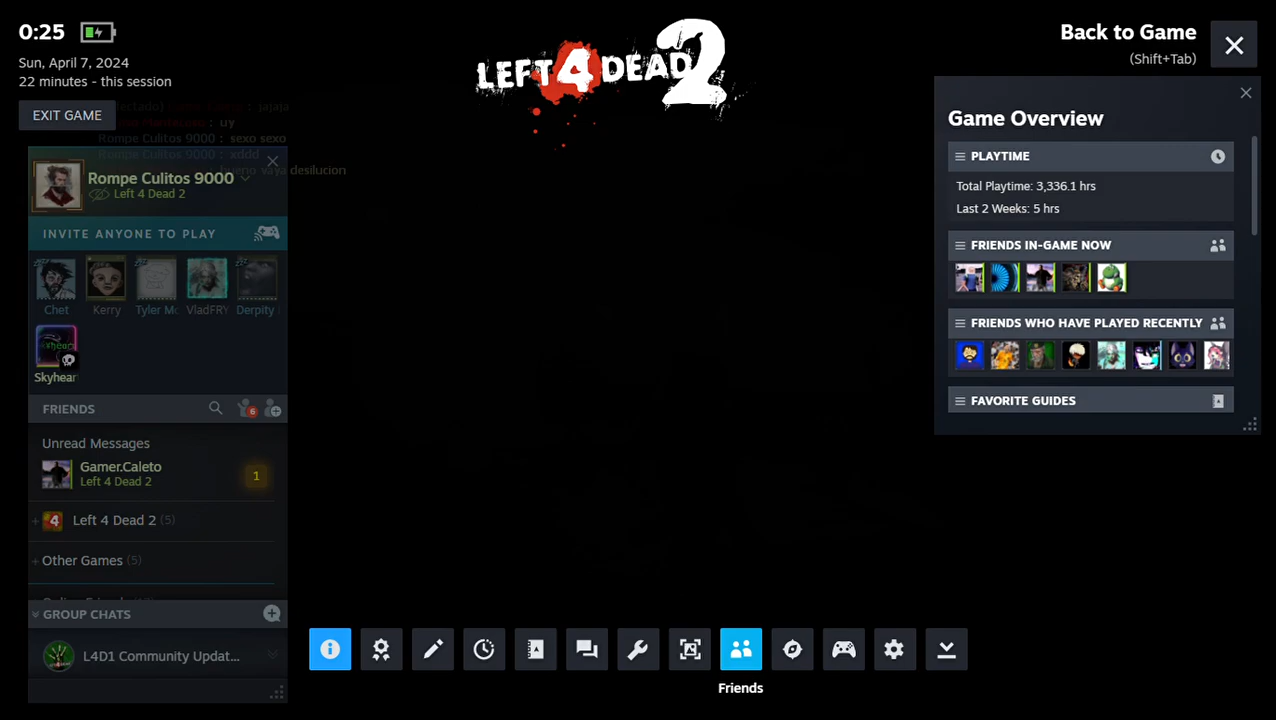 0:25
Sun, April 7, 2024
22 minutes - this session
EXIT GAME
LEFT 4 DEAD 2
Back to Game
(Shift+Tab)
: jajaja
: uy
Rompe Culitos 9000 : sexo sexo
Rompe Culitos 9000 : xddd
vaya desilucion
Rompe Culitos 9000
Left 4 Dead 2
INVITE ANYONE TO PLAY
Chet
Kerry
Tyler Mc
VladFRY
Derpity
Skyhear
FRIENDS
6
Unread Messages
Gamer.Caleto
Left 4 Dead 2
1
Left 4 Dead 2 (5)
Other Games (5)
GROUP CHATS
L4D1 Community Updat...
Game Overview
PLAYTIME
Total Playtime: 3,336.1 hrs
Last 2 Weeks: 5 hrs
FRIENDS IN-GAME NOW
FRIENDS WHO HAVE PLAYED RECENTLY
FAVORITE GUIDES
Friends